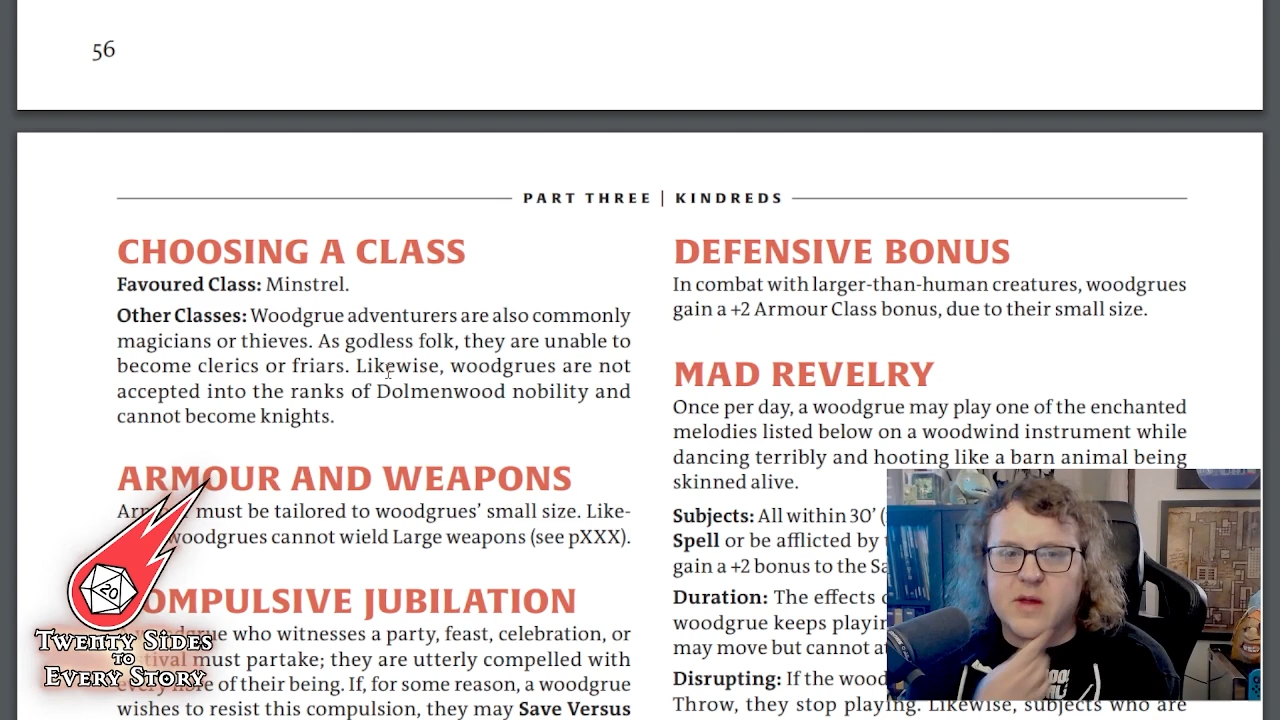 56
PART THREE | KINDREDS
CHOOSING A CLASS
Favoured Class: Minstrel.
Other Classes: Woodgrue adventurers are also commonly
magicians or thieves. As godless folk, they are unable to
become clerics or friars. Likewise, woodgrues are not
accepted into the ranks of Dolmenwood nobility and
cannot become knights.
ARMOUR AND WEAPONS
must be tailored to woodgrues’ small size. Like-
woodgrues cannot wield Large weapons (see pXXX).
COMPULSIVE JUBILATION
who witnesses a party, feast, celebration, or
must partake; they are utterly compelled with
of their being. If, for some reason, a woodgrue
wishes to resist this compulsion, they may Save Versus
DEFENSIVE BONUS
In combat with larger-than-human creatures, woodgrues
gain a +2 Armour Class bonus, due to their small size.
MAD REVELRY
Once per day, a woodgrue may play one of the enchanted
melodies listed below on a woodwind instrument while
dancing terribly and hooting like a barn animal being
skinned alive.
Subjects: All within 30’ (
Spell or be afflicted by
gain a +2 bonus to the
Duration: The effects
woodgrue keeps
may move but cannot
Disrupting: If the
Throw, they stop playing. Likewise, subjects who are
20
TWENTY SIDES
TO
EVERY STORY